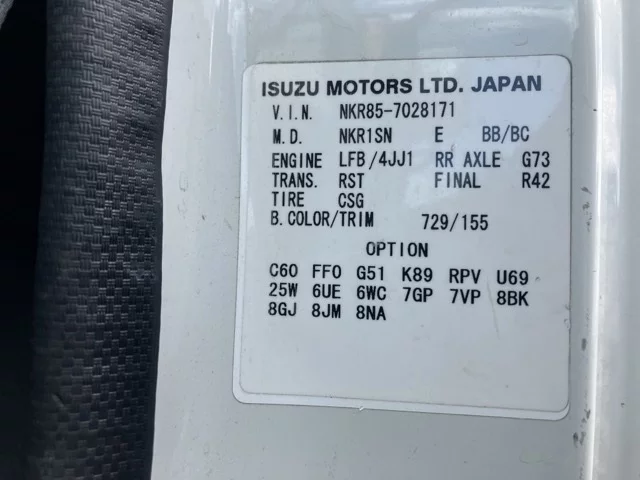 ISUZU MOTORS LTD. JAPAN
V.I.N. NKR85-7028171
M.D. NKR1SN E BB/BC
ENGINE LFB/4JJ1 RR AXLE G73
TRANS. RST FINAL R42
TIRE CSG
B.COLOR/TRIM 729/155
OPTION
C60 FF0 G51 K89 RPV U69
25W 6UE 6WC 7GP 7VP 8BK
8GJ 8JM 8NA